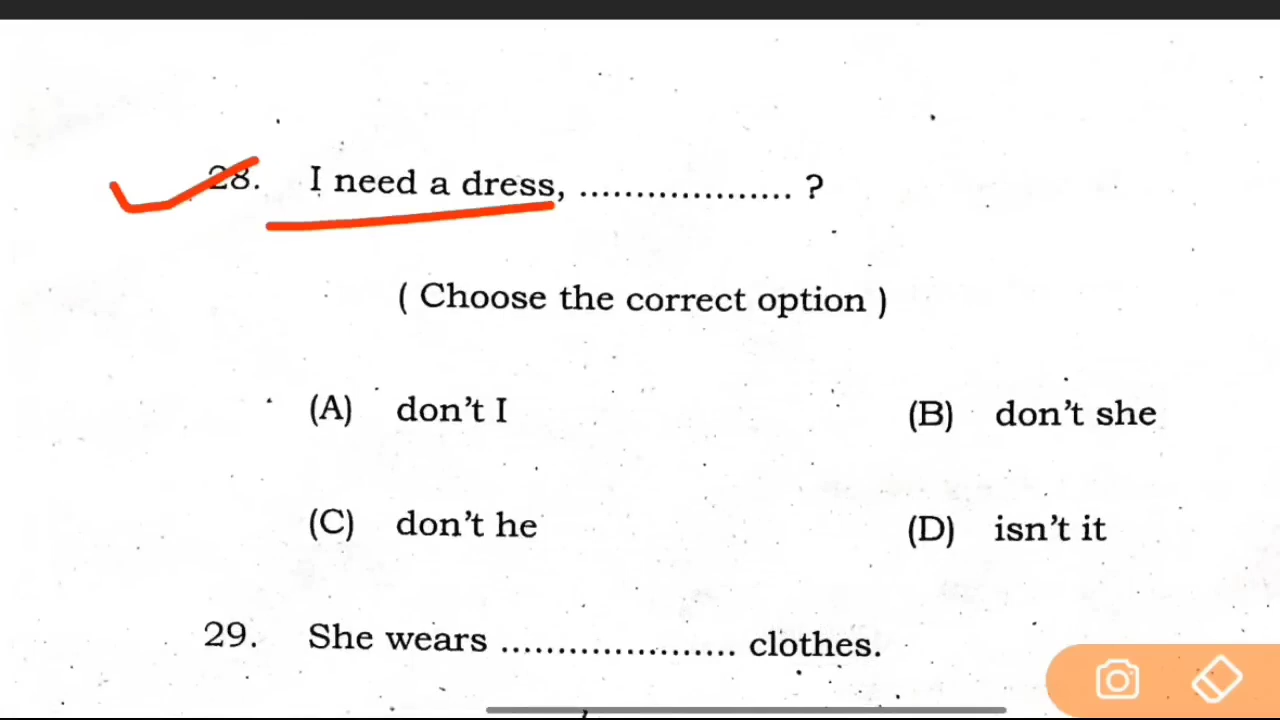 28. I need a dress, ................... ?
( Choose the correct option )
(A) don't I (B) don't she
(C) don't he (D) isn't it
29. She wears ..................... clothes.